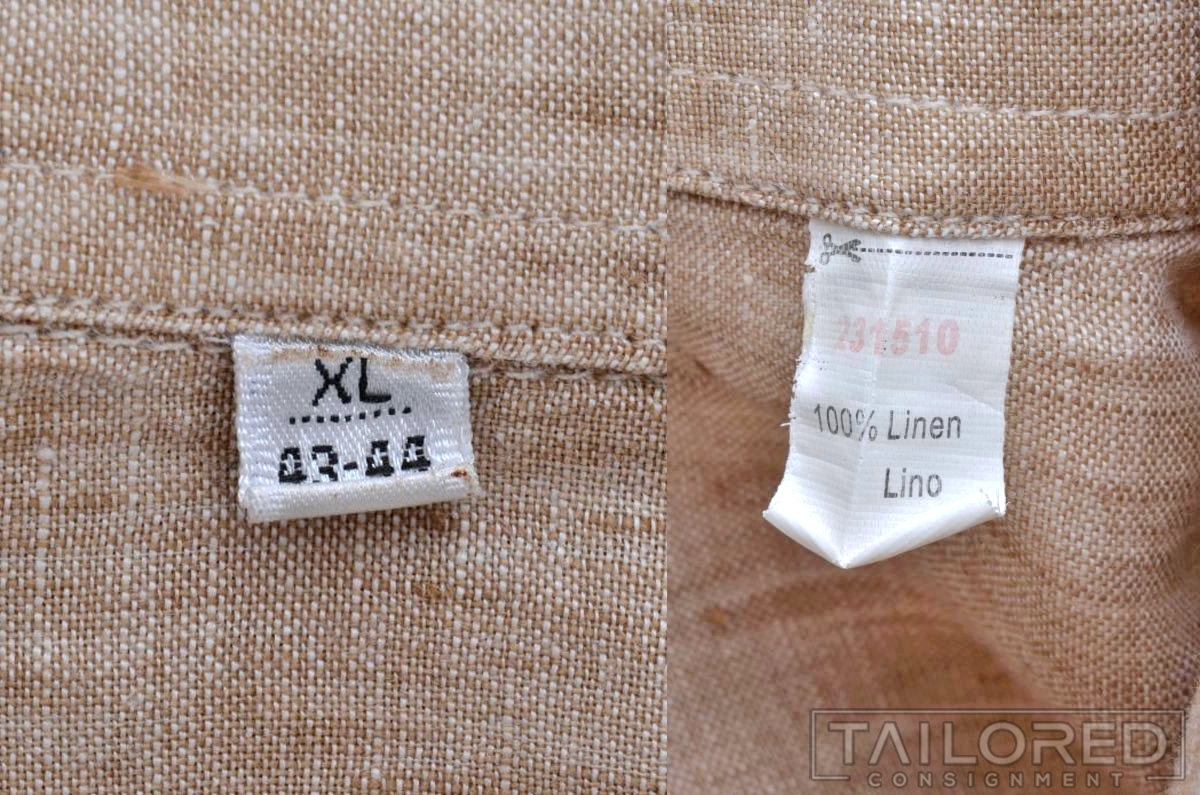 XL
43-44
231510
100% Linen
Lino
TAILORED
CONSIGNMENT